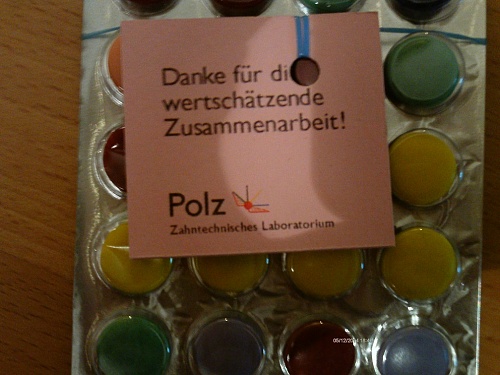 Danke für di
wertschätzende
Zusammenarbeit!
Polz
Zahntechnisches Laboratorium